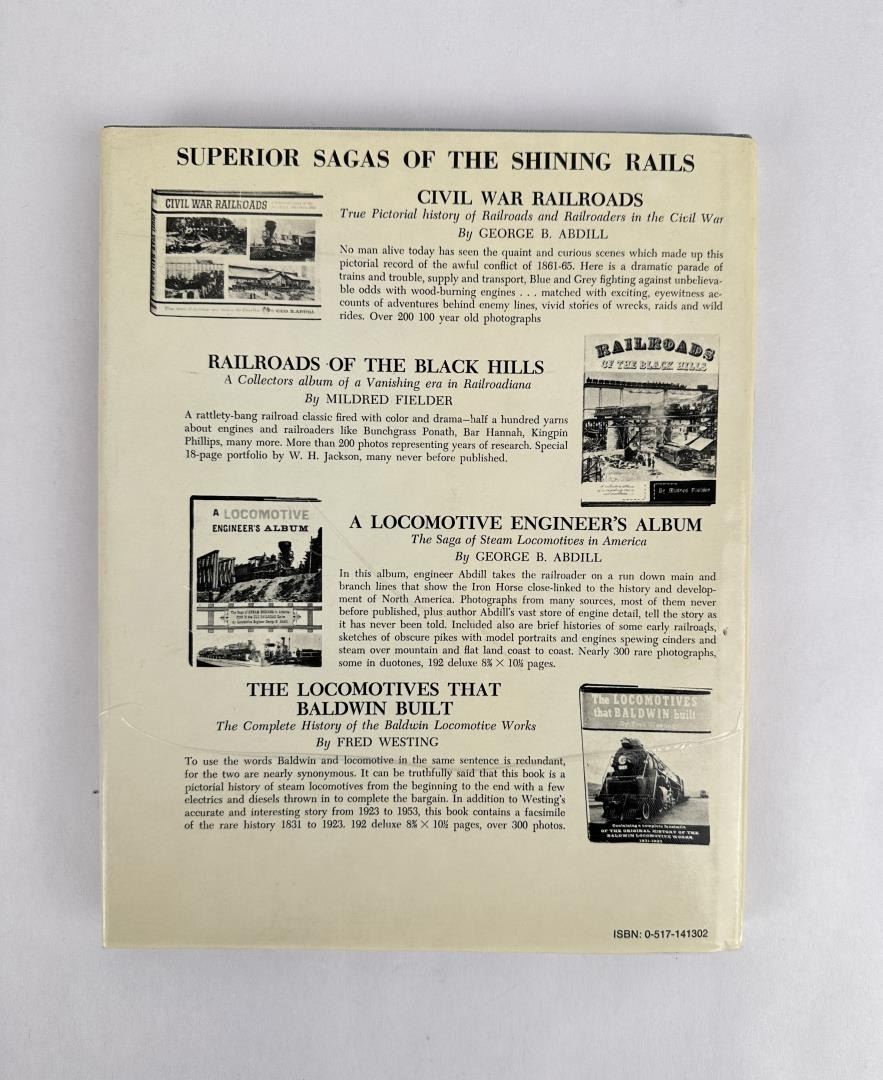 SUPERIOR SAGAS OF THE SHINING RAILS
CIVIL WAR RAILROADS
CIVIL WAR RAILROADS
True Pictorial history of Railroads and Railroaders in the Civil War
By GEORGE B. ABDILL
No man alive today has seen the quaint and curious scenes which made up this
pictorial record of the awful conflict of 1861-65. Here is a dramatic parade of
trains and trouble, supply and transport, Blue and Grey fighting against unbelieva-
ble odds with wood-burning engines . . . matched with exciting, eyewitness ac-
counts of adventures behind enemy lines, vivid stories of wrecks, raids and wild
rides. Over 200 100 year old photographs
RAILROADS OF THE BLACK HILLS
A Collectors album of a Vanishing era in Railroadiana
By MILDRED FIELDER
A rattlety-bang railroad classic fired with color and drama—half a hundred yarns
about engines and railroaders like Bunchgrass Ponath, Bar Hannah, Kingpin
Phillips, many more. More than 200 photos representing years of research. Special
18-page portfolio by W. H. Jackson, many never before published.
RAILROADS
OF THE BLACK HILLS
By Mildred Fielder
A LOCOMOTIVE
ENGINEER'S ALBUM
A LOCOMOTIVE ENGINEER'S ALBUM
The Saga of Steam Locomotives in America
By GEORGE B. ABDILL
In this album, engineer Abdill takes the railroader on a run down main and
branch lines that show the Iron Horse close-linked to the history and develop-
ment of North America. Photographs from many sources, most of them never
before published, plus author Abdill's vast store of engine detail, tell the story as
it has never been told. Included also are brief histories of some early railroads,
sketches of obscure pikes with model portraits and engines spewing cinders and
steam over mountain and flat land coast to coast. Nearly 300 rare photographs,
some in duotones, 192 deluxe 8⅜ × 10½ pages.
THE LOCOMOTIVES THAT
BALDWIN BUILT
The Complete History of the Baldwin Locomotive Works
By FRED WESTING
To use the words Baldwin and locomotive in the same sentence is redundant,
for the two are nearly synonymous. It can be truthfully said that this book is a
pictorial history of steam locomotives from the beginning to the end with a few
electrics and diesels thrown in to complete the bargain. In addition to Westing's
accurate and interesting story from 1923 to 1953, this book contains a facsimile
of the rare history 1831 to 1923. 192 deluxe 8⅜ × 10½ pages, over 300 photos.
The LOCOMOTIVES
that BALDWIN built
Containing a complete facsimile
OF THE ORIGINAL HISTORY OF THE
BALDWIN LOCOMOTIVE WORKS
1831-1923
ISBN: 0-517-141302